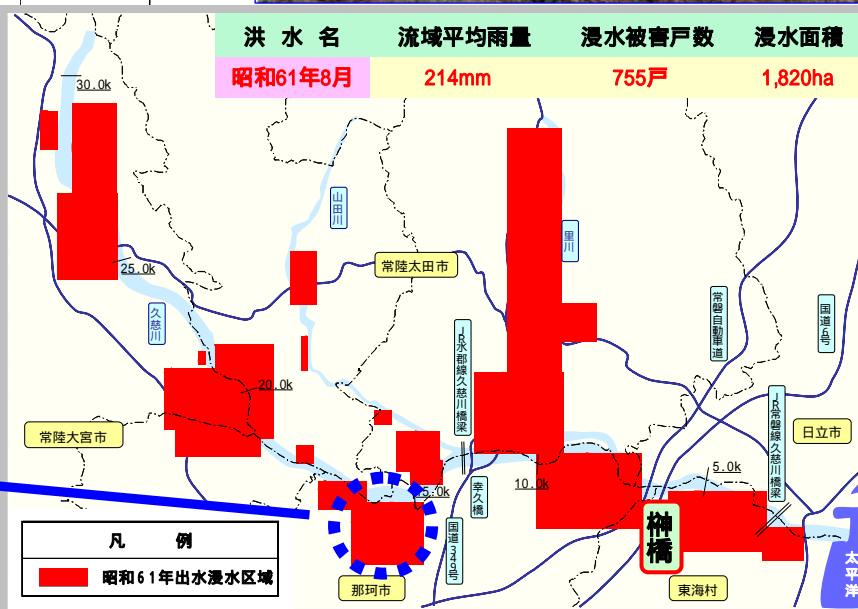 洪水名 流域平均雨量 浸水被害戸数 浸水面積
昭和61年8月 214mm 755戸 1,820ha
30.0k
山田川
里川
25.0k
常陸太田市
久慈川
常磐自動車道
国道6号
JR水郡線久慈川橋梁
20.0k
JR常磐線久慈川橋梁
常陸大宮市
日立市
5.0k
10.0k
幸久橋
5.0k
国道349号
榊橋
凡例
昭和61年出水浸水区域
那珂市
東海村
太平洋